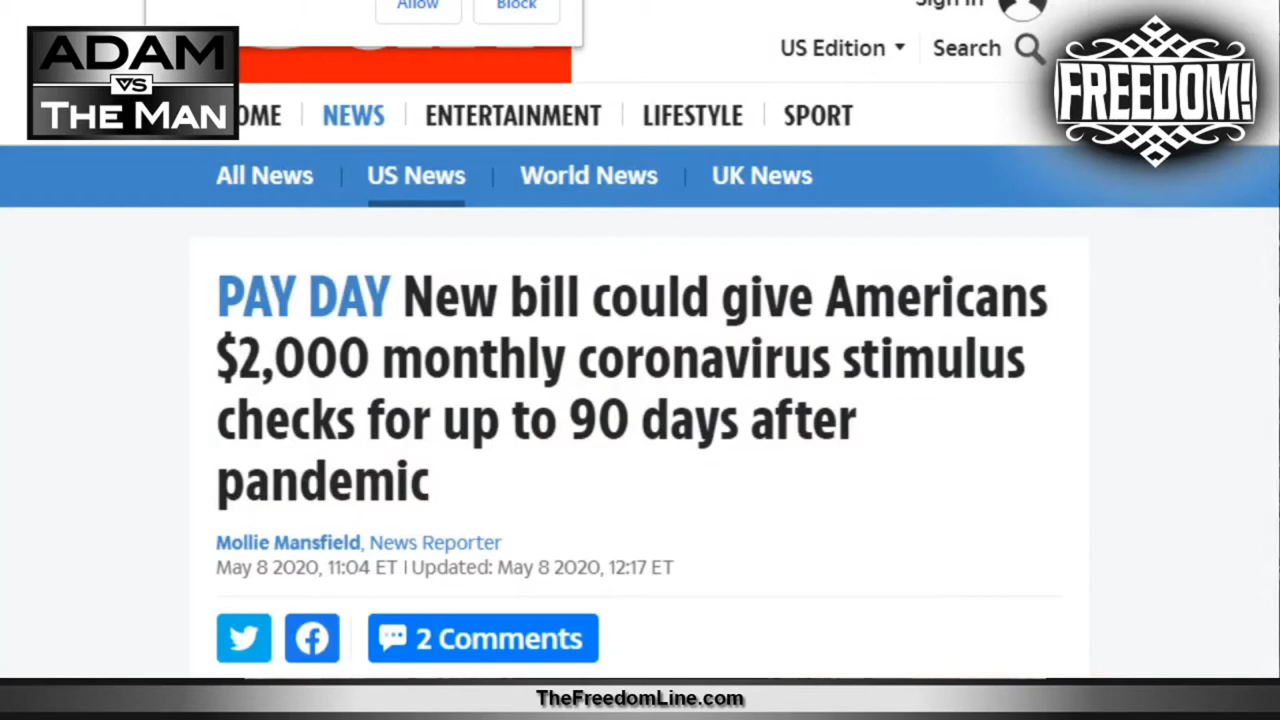 Allow
Block
Sign in
ADAM
VS
THE MAN
US Edition
Search
FREEDOM!
HOME
NEWS
ENTERTAINMENT
LIFESTYLE
SPORT
All News
US News
World News
UK News
PAY DAY New bill could give Americans
$2,000 monthly coronavirus stimulus
checks for up to 90 days after
pandemic
Mollie Mansfield, News Reporter
May 8 2020, 11:04 ET | Updated: May 8 2020, 12:17 ET
2 Comments
TheFreedomLine.com